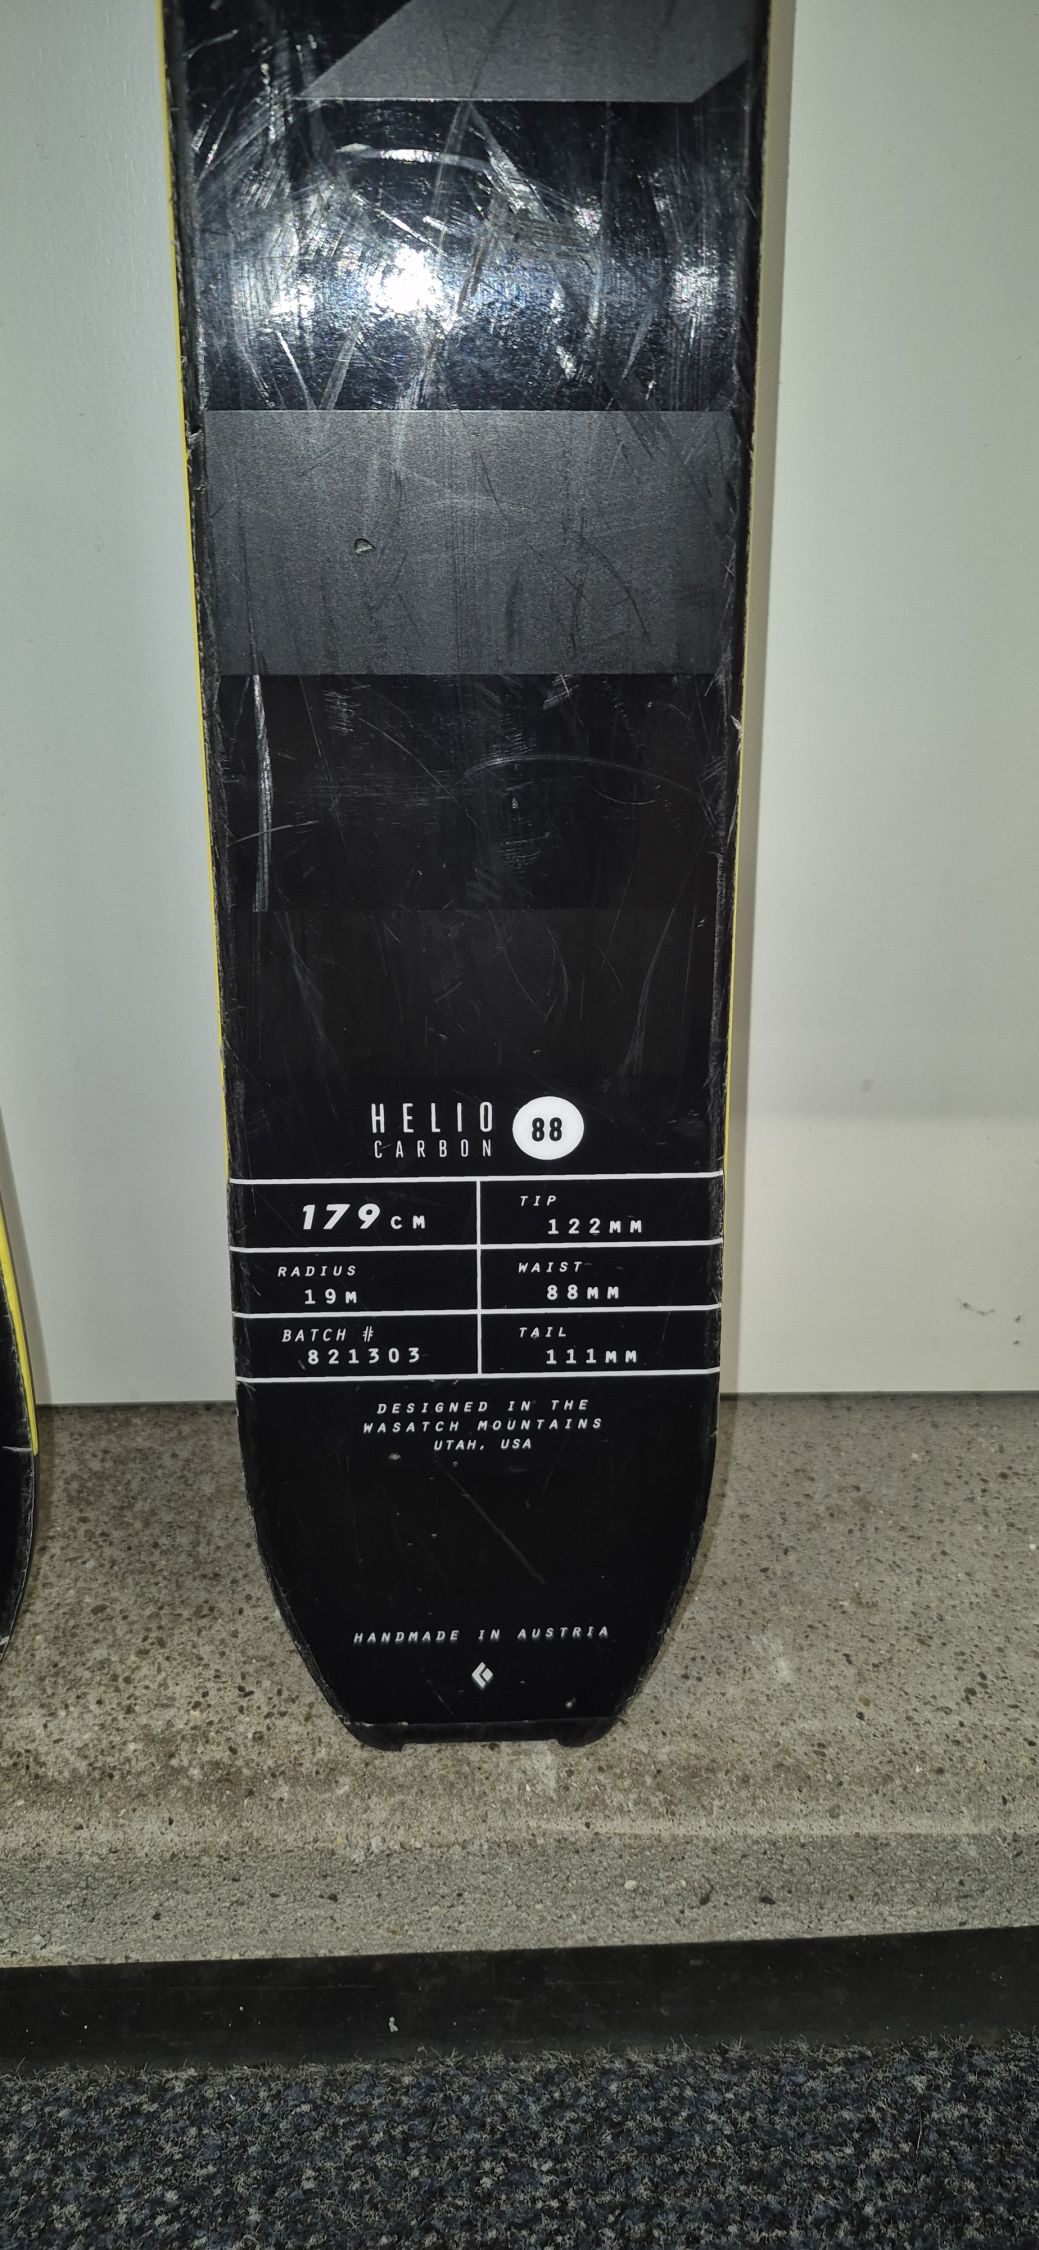 HELIO
CARBON
88
179CM
TIP
122MM
RADIUS
19M
WAIST
88MM
BATCH #
821303
TAIL
111MM
DESIGNED IN THE
WASATCH MOUNTAINS
UTAH, USA
HANDMADE IN AUSTRIA